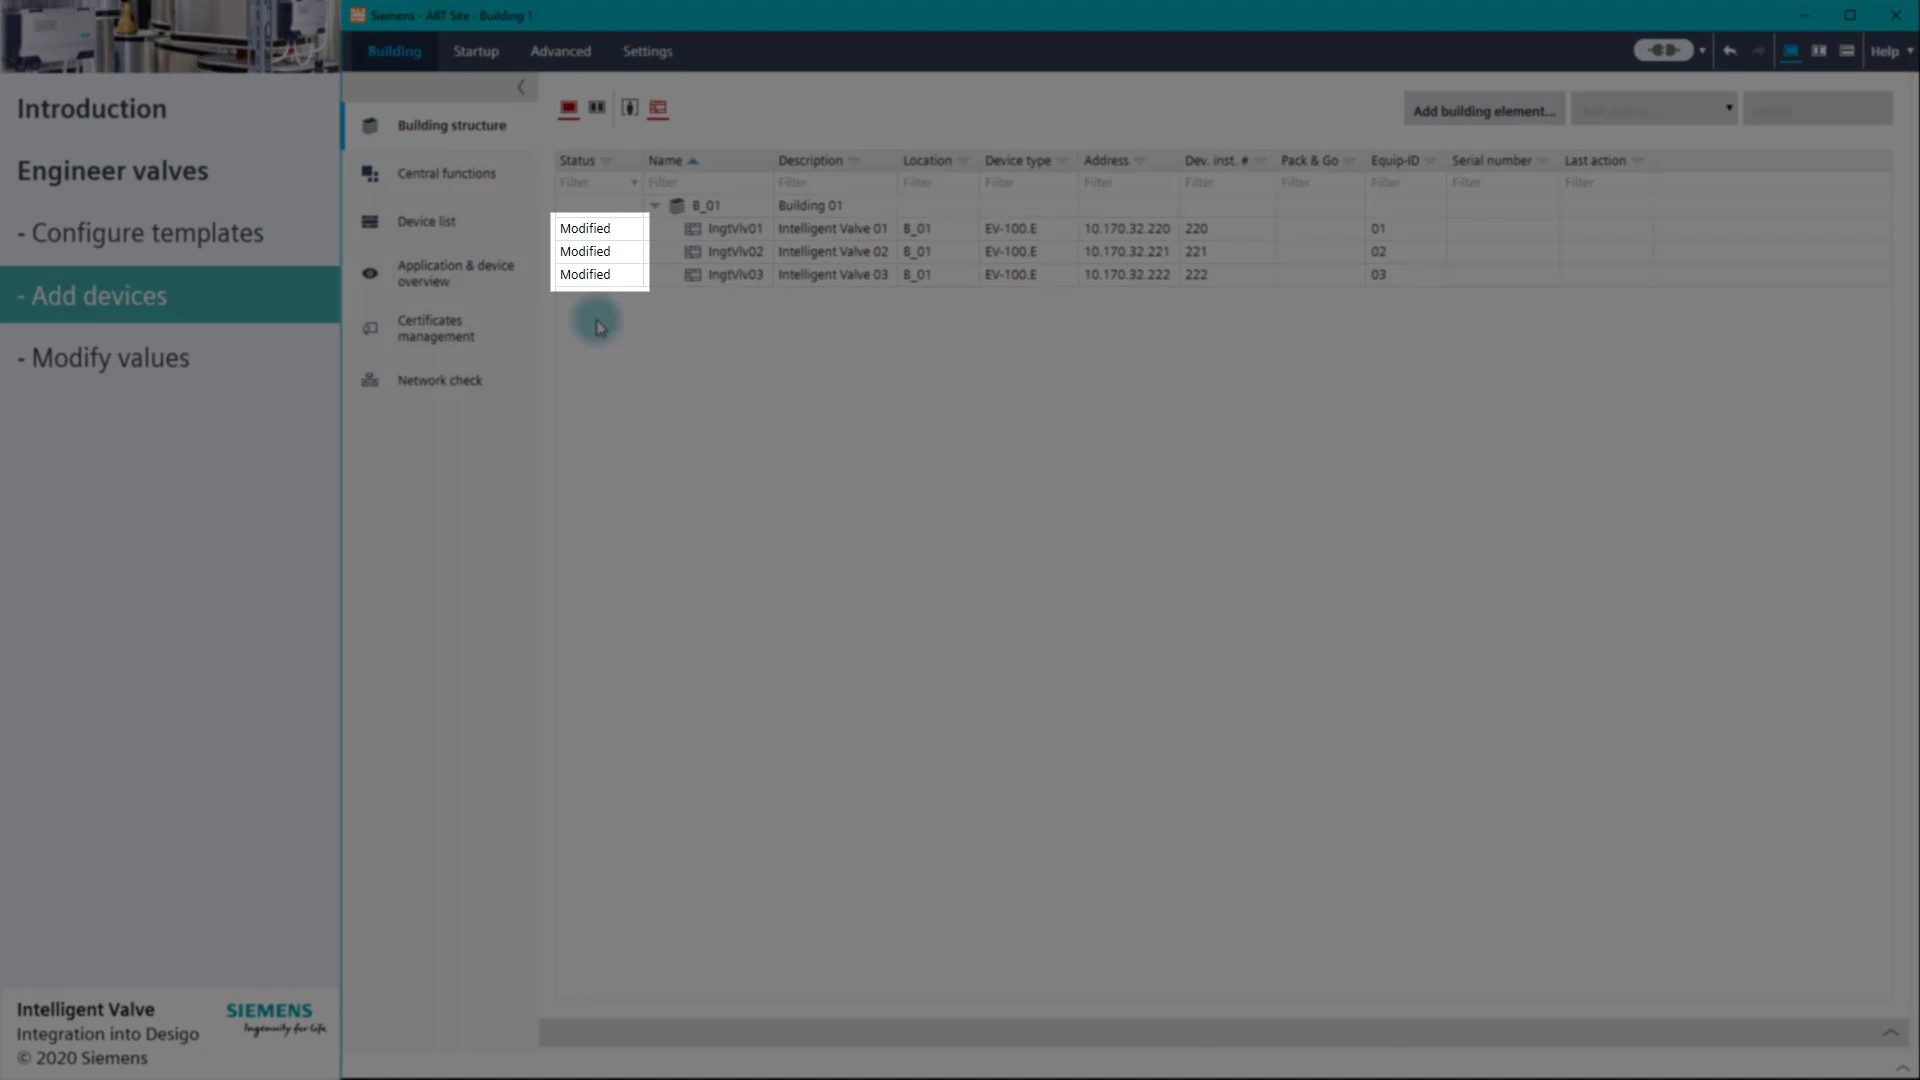 Siemens - ABT Site - Building 1
Building Startup Advanced Settings Help
Introduction
Engineer valves
- Configure templates
- Add devices
- Modify values
Building structure
Central functions
Device list
Application & device
overview
Certificates
management
Network check
Add building element...
Status Name Description Location Device type Address Dev. inst. # Pack & Go Equip-ID Serial number Last action
Filter Filter Filter Filter Filter Filter Filter Filter Filter Filter Filter
B_01 Building 01
Modified IngtVlv01 Intelligent Valve 01 B_01 EV-100.E 10.170.32.220 220 01
Modified IngtVlv02 Intelligent Valve 02 B_01 EV-100.E 10.170.32.221 221 02
Modified IngtVlv03 Intelligent Valve 03 B_01 EV-100.E 10.170.32.222 222 03
Intelligent Valve
Integration into Desigo
© 2020 Siemens
SIEMENS
Ingenuity for life